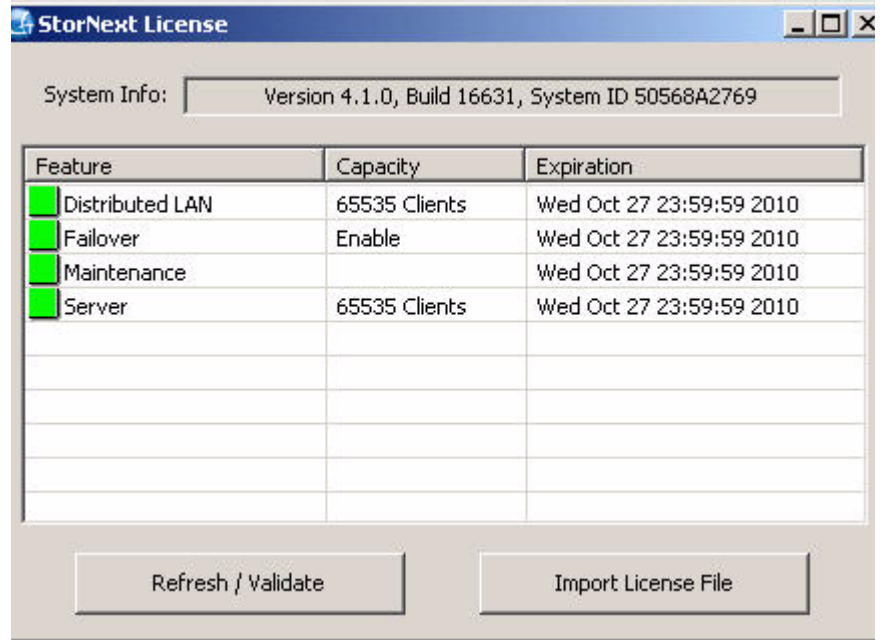 StorNext License
System Info: Version 4.1.0, Build 16631, System ID 50568A2769
Feature Capacity Expiration
Distributed LAN 65535 Clients Wed Oct 27 23:59:59 2010
Failover Enable Wed Oct 27 23:59:59 2010
Maintenance Wed Oct 27 23:59:59 2010
Server 65535 Clients Wed Oct 27 23:59:59 2010
Refresh / Validate Import License File